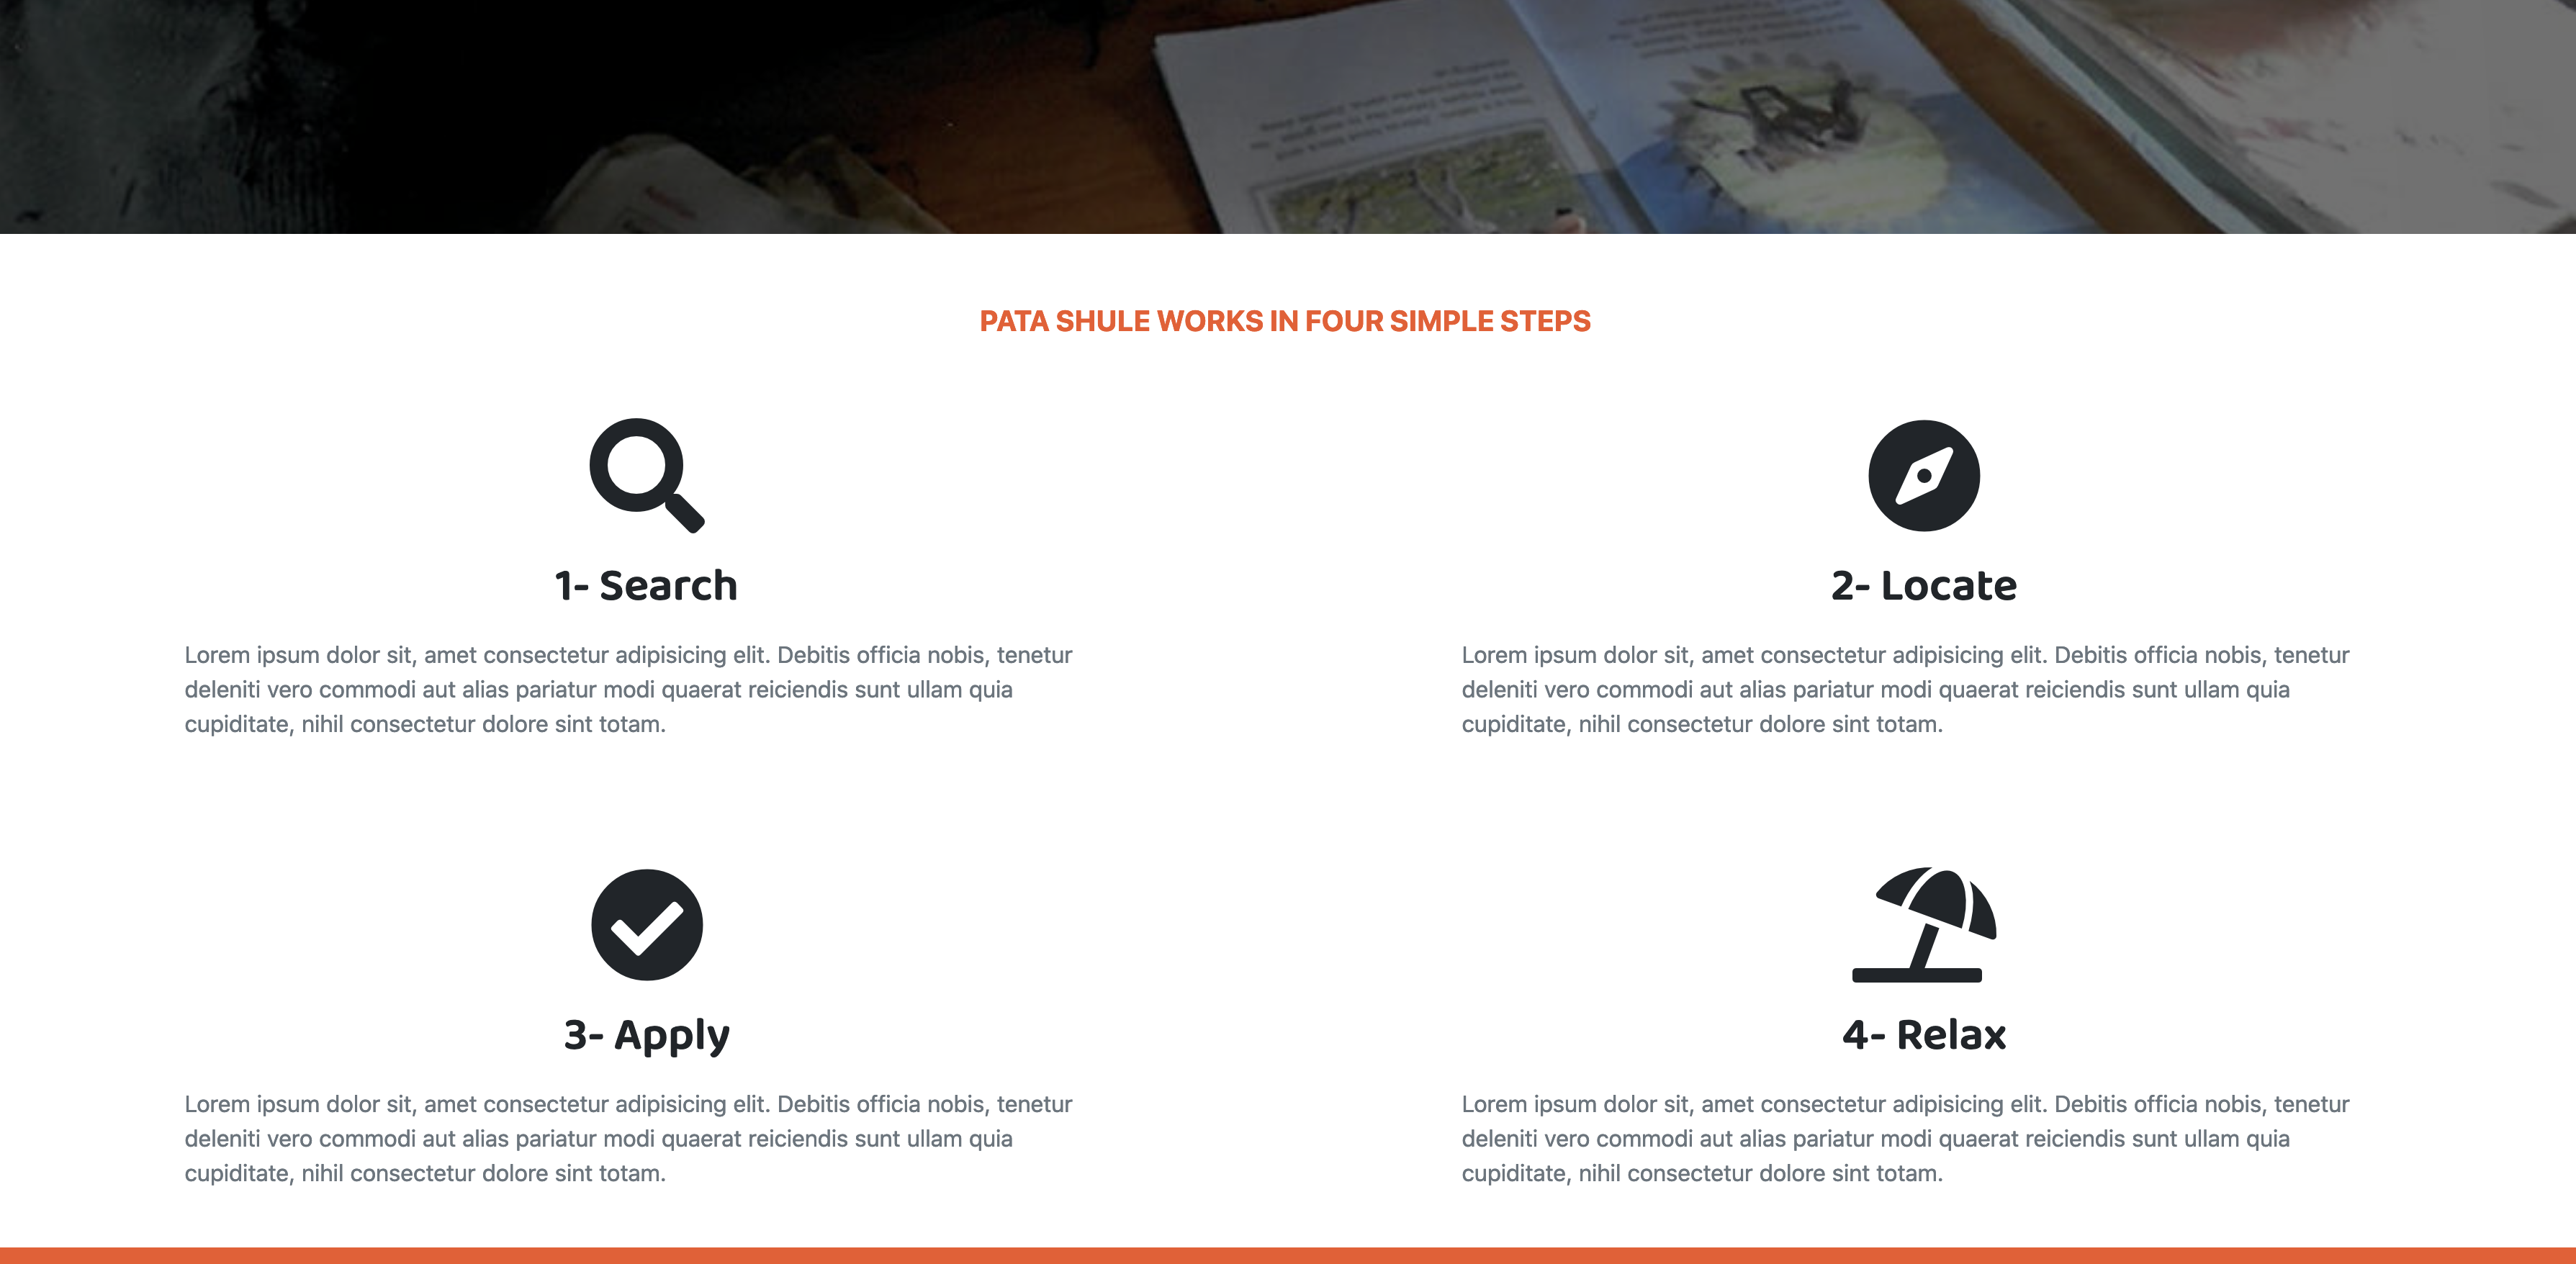 PATA SHULE WORKS IN FOUR SIMPLE STEPS
1- Search
Lorem ipsum dolor sit, amet consectetur adipisicing elit. Debitis officia nobis, tenetur
deleniti vero commodi aut alias pariatur modi quaerat reiciendis sunt ullam quia
cupiditate, nihil consectetur dolore sint totam.
2- Locate
Lorem ipsum dolor sit, amet consectetur adipisicing elit. Debitis officia nobis, tenetur
deleniti vero commodi aut alias pariatur modi quaerat reiciendis sunt ullam quia
cupiditate, nihil consectetur dolore sint totam.
3- Apply
Lorem ipsum dolor sit, amet consectetur adipisicing elit. Debitis officia nobis, tenetur
deleniti vero commodi aut alias pariatur modi quaerat reiciendis sunt ullam quia
cupiditate, nihil consectetur dolore sint totam.
4- Relax
Lorem ipsum dolor sit, amet consectetur adipisicing elit. Debitis officia nobis, tenetur
deleniti vero commodi aut alias pariatur modi quaerat reiciendis sunt ullam quia
cupiditate, nihil consectetur dolore sint totam.